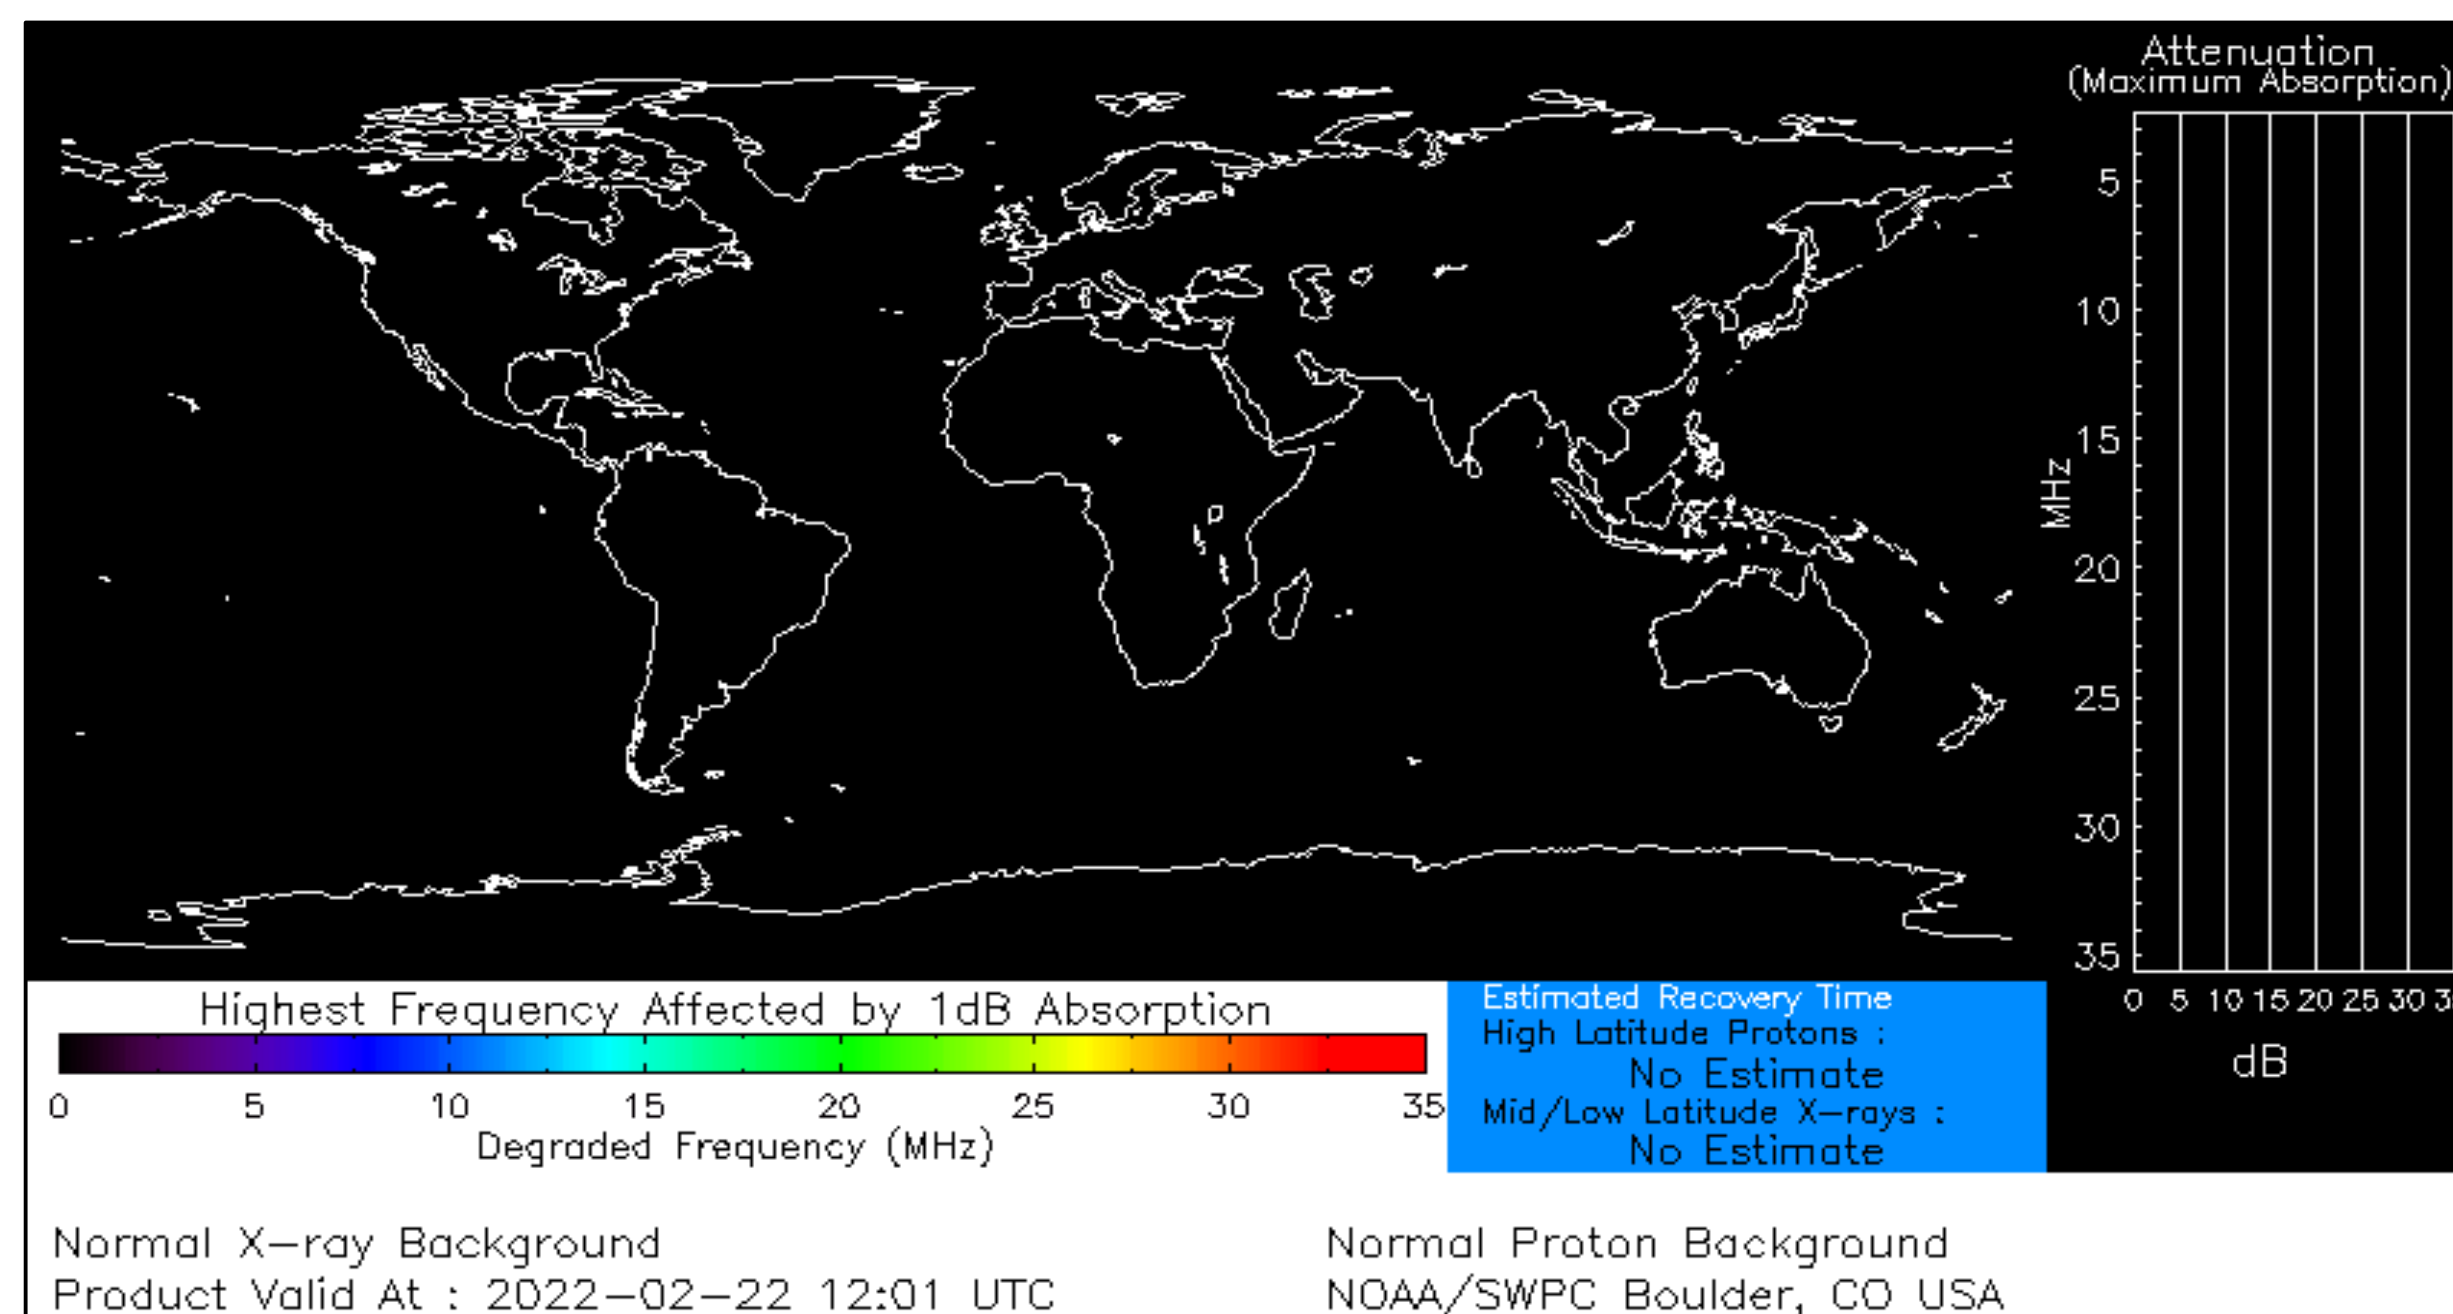 Attenuation
(Maximum Absorption)
5
10
15
20
25
30
35
MHz
0 5 10 15 20 25 30 3
dB
Highest Frequency Affected by 1dB Absorption
0 5 10 15 20 25 30 35
Degraded Frequency (MHz)
Estimated Recovery Time
High Latitude Protons :
No Estimate
Mid/Low Latitude X-rays :
No Estimate
Normal X-ray Background
Product Valid At : 2022-02-22 12:01 UTC
Normal Proton Background
NOAA/SWPC Boulder, CO USA